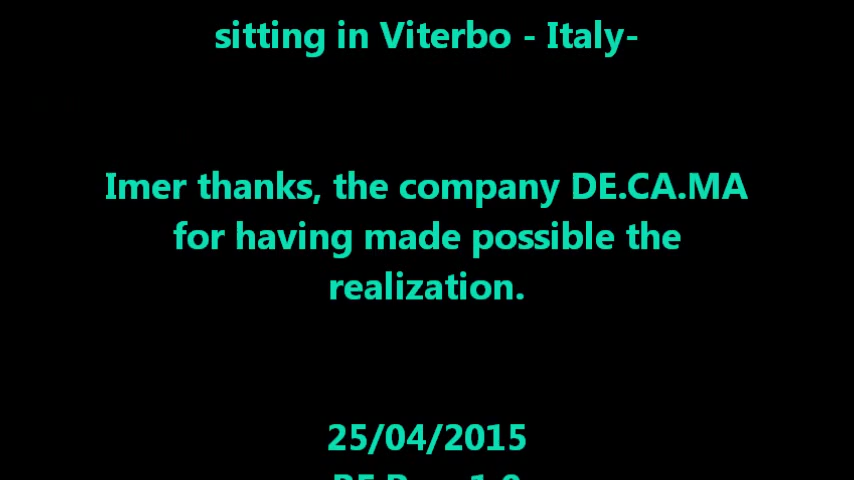 sitting in Viterbo - Italy-
Imer thanks, the company DE.CA.MA
for having made possible the
realization.
25/04/2015